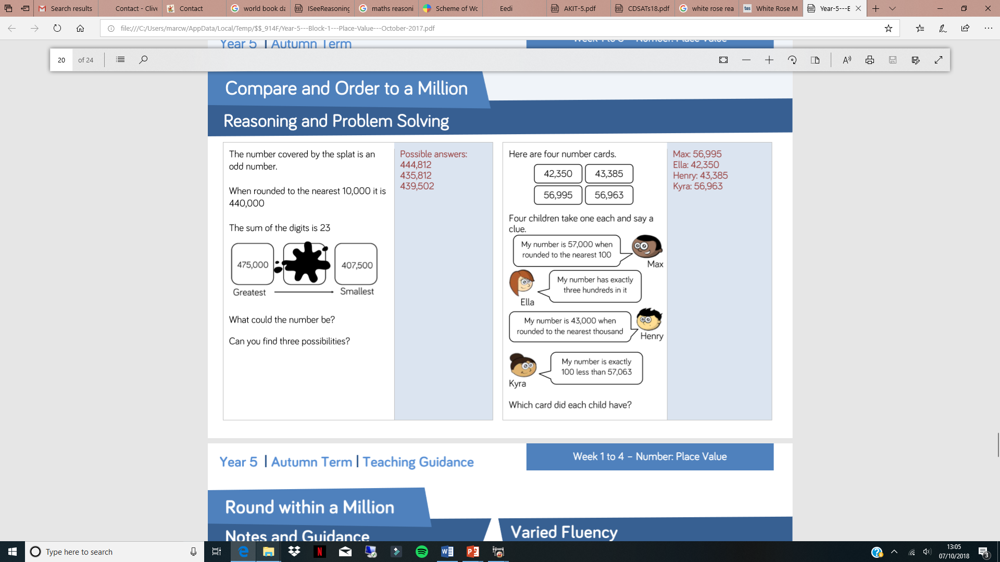 Search results
Contact - Clive
Contact
world book da
ISeeReasoning
maths reasoni
Scheme of Wo
Eedi
AKIT-5.pdf
CDSATs18.pdf
white rose rea
tes White Rose M
Year-5---B
file:///C:/Users/marcw/AppData/Local/Temp/$$_914F/Year-5---Block-1---Place-Value---October-2017.pdf
Year 5 | Autumn Term
20 of 24
Compare and Order to a Million
Reasoning and Problem Solving
The number covered by the splat is an
odd number.
When rounded to the nearest 10,000 it is
440,000
The sum of the digits is 23
475,000
407,500
Greatest
Smallest
What could the number be?
Can you find three possibilities?
Possible answers:
444,812
435,812
439,502
Here are four number cards.
42,350 43,385
56,995 56,963
Four children take one each and say a
clue.
My number is 57,000 when
rounded to the nearest 100
Max
My number has exactly
three hundreds in it
Ella
My number is 43,000 when
rounded to the nearest thousand
Henry
My number is exactly
100 less than 57,063
Kyra
Which card did each child have?
Max: 56,995
Ella: 42,350
Henry: 43,385
Kyra: 56,963
Year 5 | Autumn Term | Teaching Guidance
Week 1 to 4 – Number: Place Value
Round within a Million
Notes and Guidance
Varied Fluency
Type here to search
13:05
07/10/2018
3